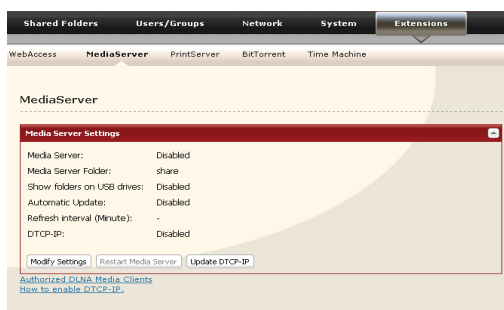 Shared Folders Users/Groups Network System Extensions
WebAccess MediaServer PrintServer BitTorrent Time Machine
MediaServer
Media Server Settings
Media Server: Disabled
Media Server Folder: share
Show folders on USB drives: Disabled
Automatic Update: Disabled
Refresh interval (Minute): -
DTCP-IP: Disabled
Modify Settings Restart Media Server Update DTCP-IP
Authorized DLNA Media Clients
How to enable DTCP-IP.